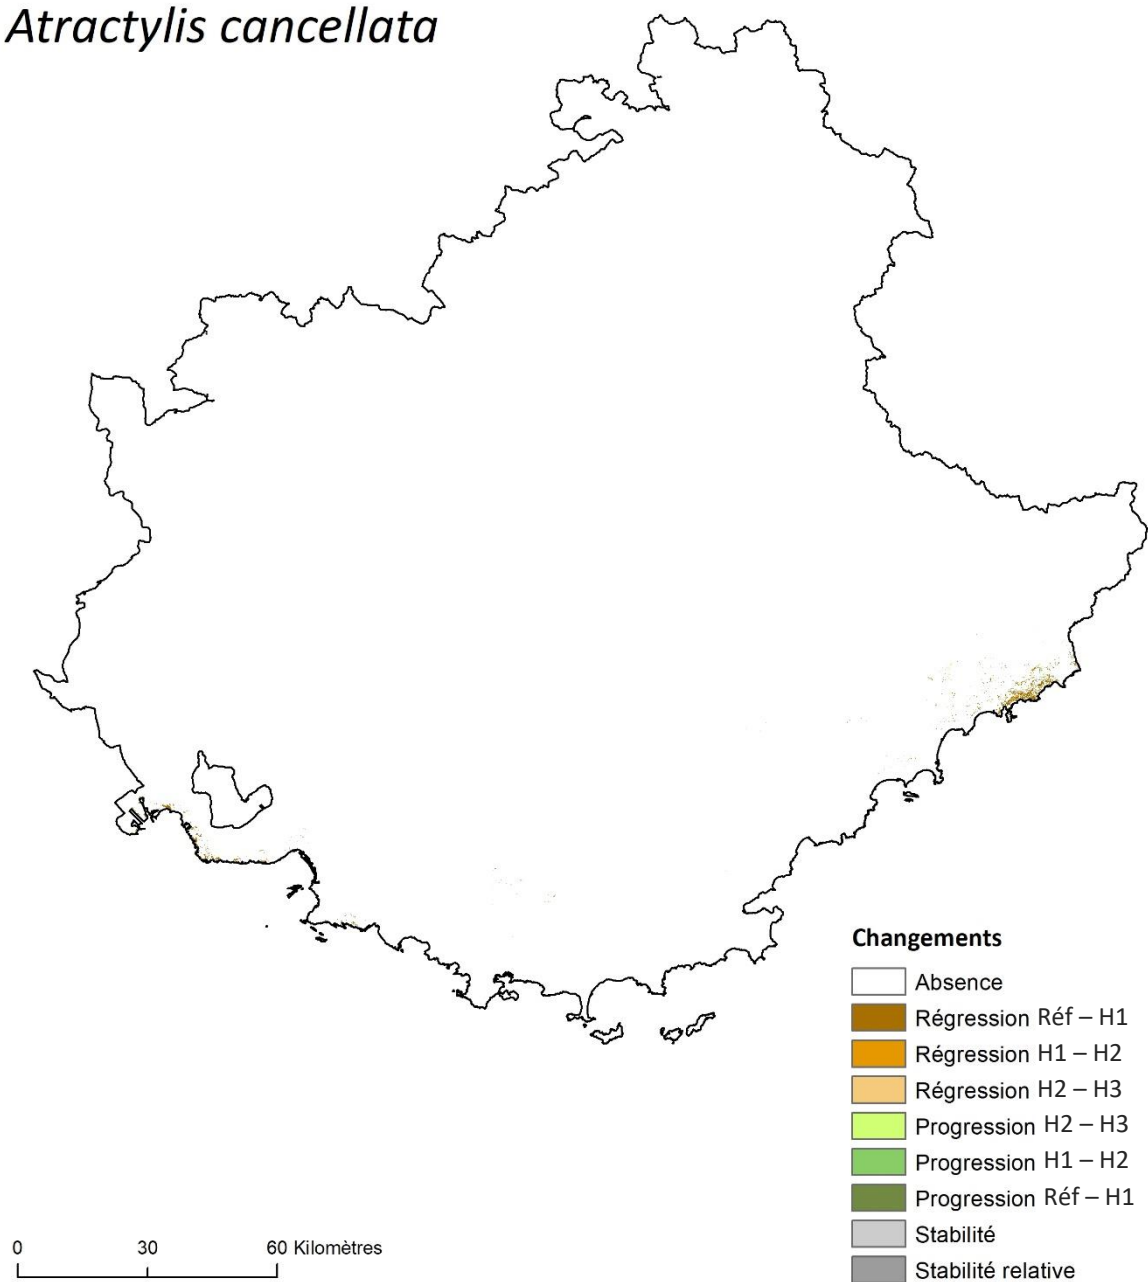 Atractylis cancellata
Changements
Absence
Régression Réf – H1
Régression H1 – H2
Régression H2 – H3
Progression H2 – H3
Progression H1 – H2
Progression Réf – H1
Stabilité
Stabilité relative
0 30 60 Kilomètres